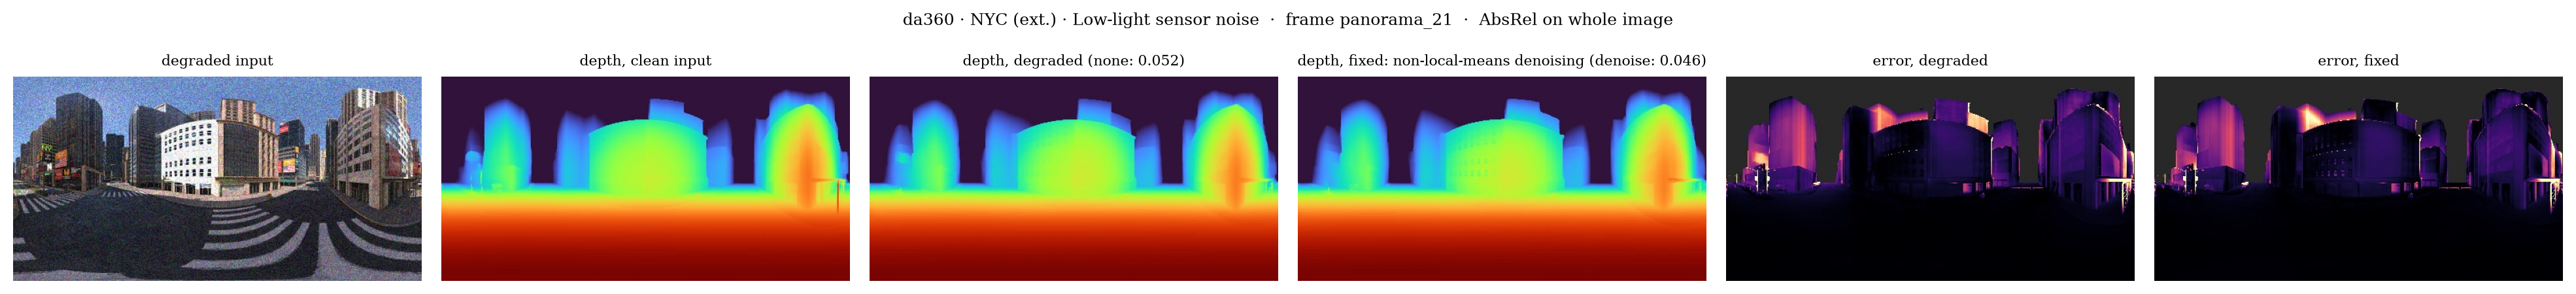 da360 · NYC (ext.) · Low-light sensor noise · frame panorama_21 · AbsRel on whole image
degraded input
depth, clean input
depth, degraded (none: 0.052)
depth, fixed: non-local-means denoising (denoise: 0.046)
error, degraded
error, fixed